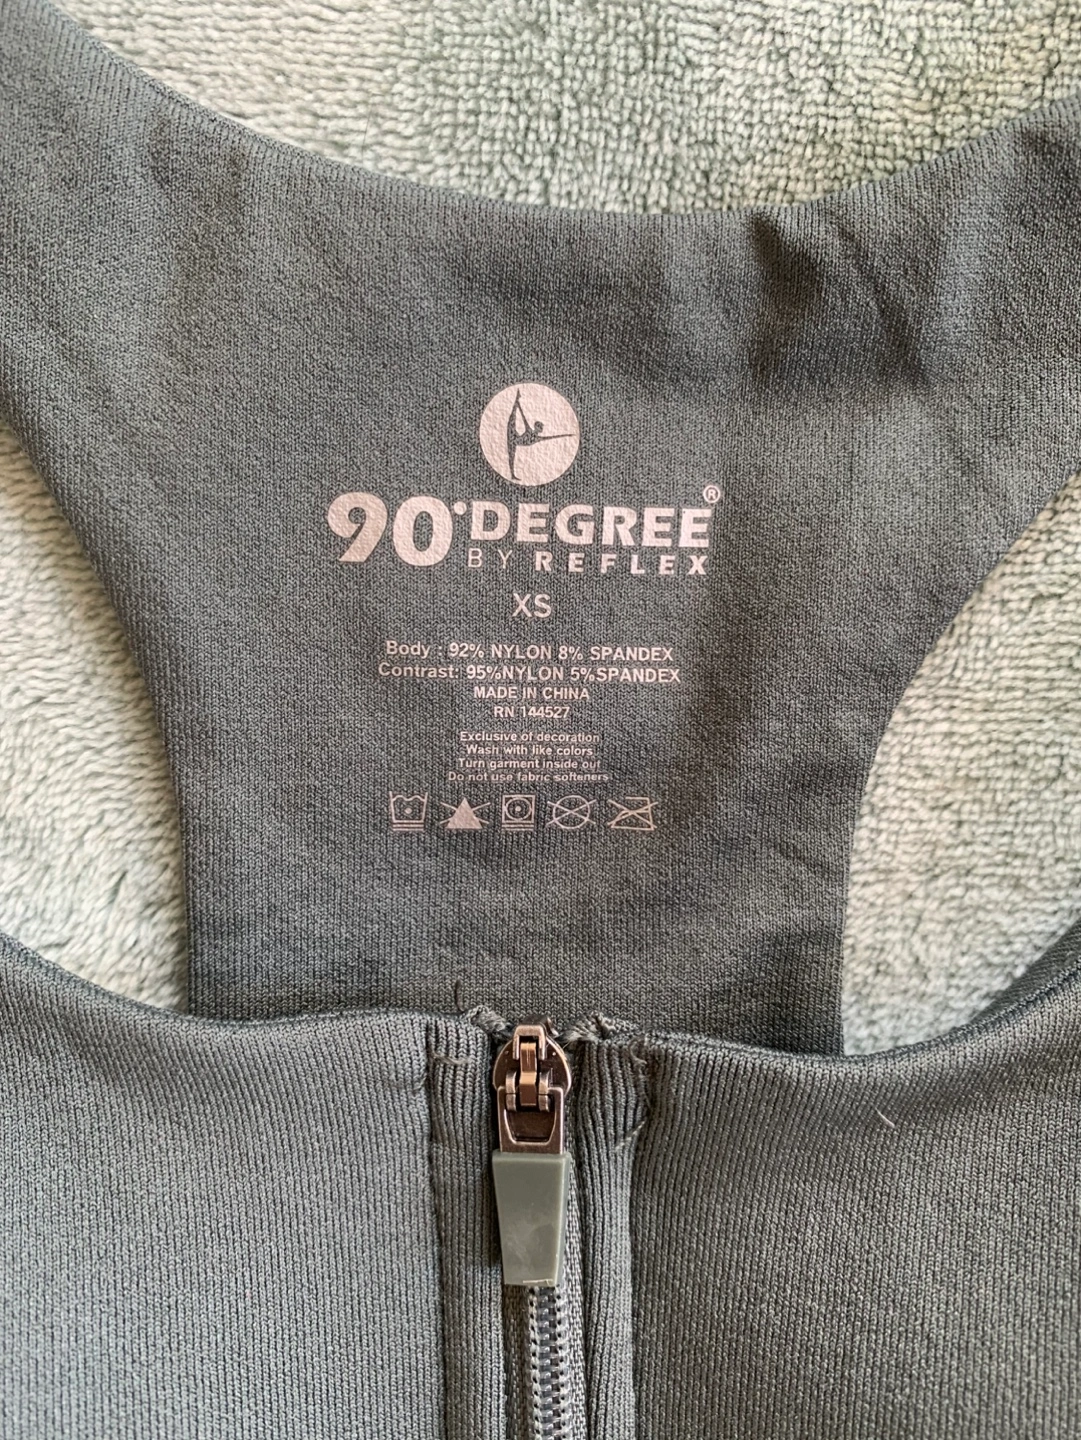 90°DEGREE®
BY REFLEX
XS
Body : 92% NYLON 8% SPANDEX
Contrast: 95%NYLON 5%SPANDEX
MADE IN CHINA
RN 144527
Exclusive of decoration
Wash with like colors
Turn garment inside out
Do not use fabric softeners